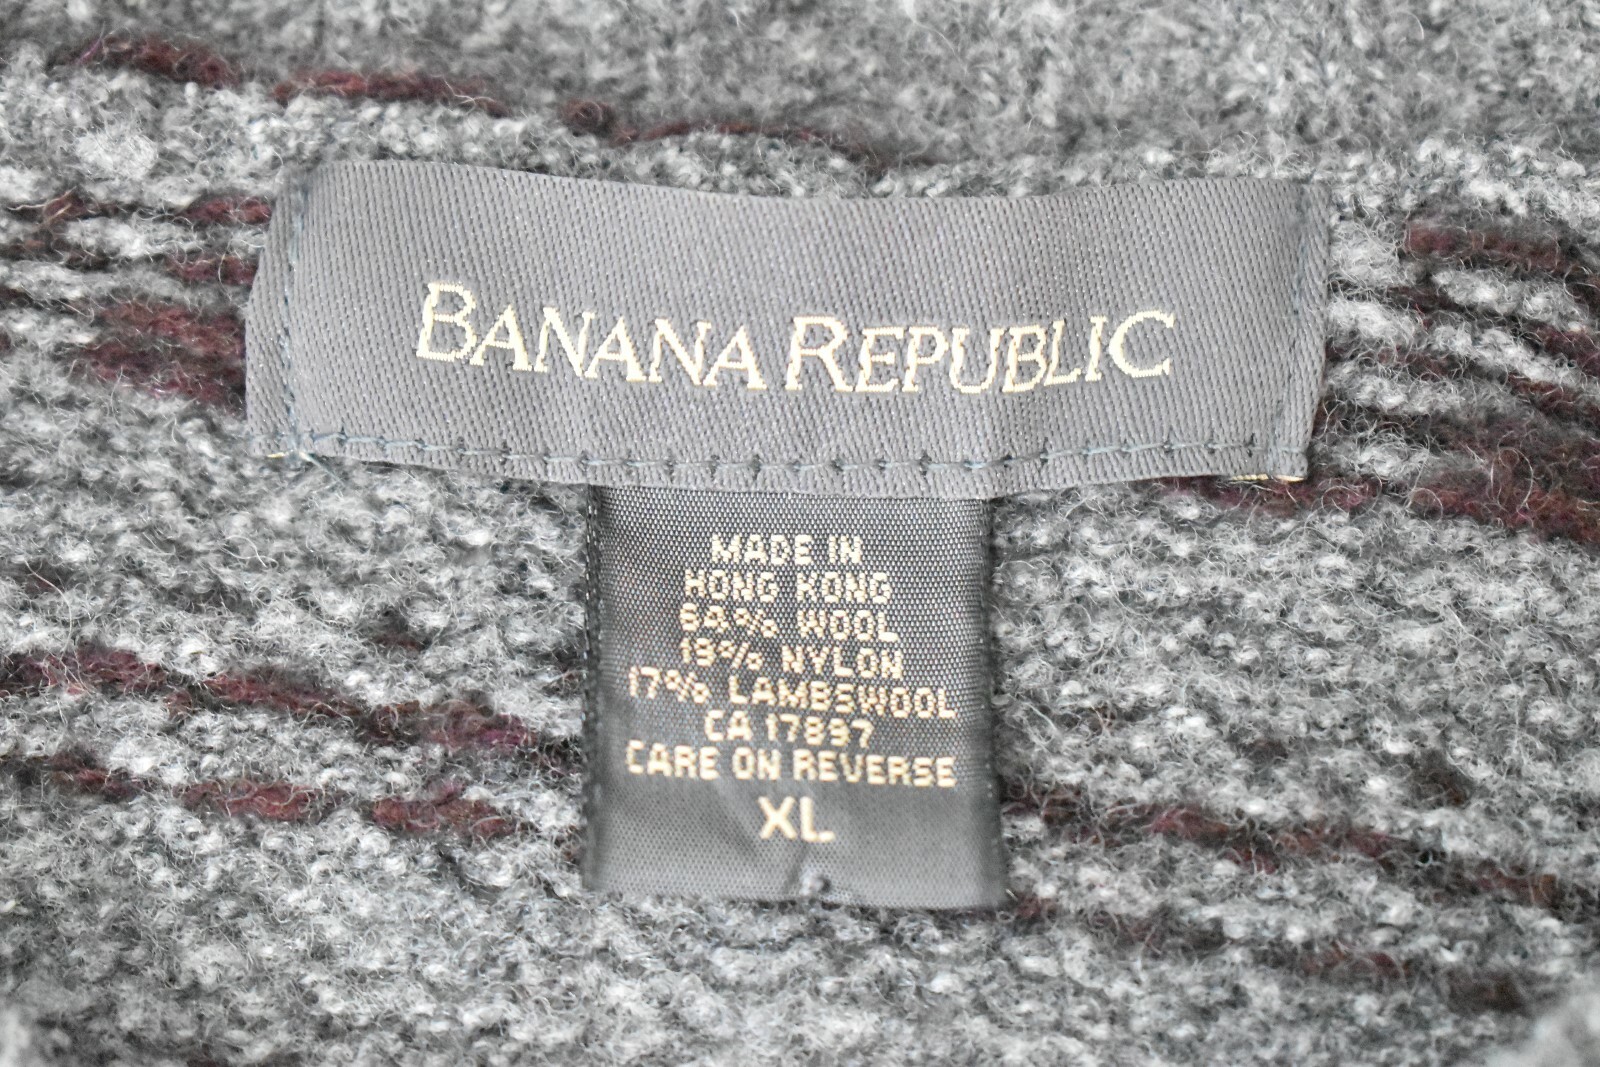 BANANA REPUBLIC
MADE IN
HONG KONG
64% WOOL
19% NYLON
17% LAMBSWOOL
CA 17897
CARE ON REVERSE
XL